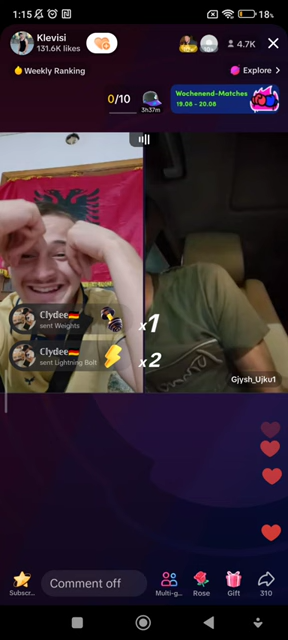 1:15
18%
Klevisi
131.6K likes
4.7K
Weekly Ranking
Explore >
0/10
3h37m
Wochenend-Matches
19.08 - 20.08
Clydee
sent Weights
x1
Clydee
sent Lightning Bolt
x2
Gjysh_Ujku1
Subscr...
Comment off
Multi-g...
Rose
Gift
310